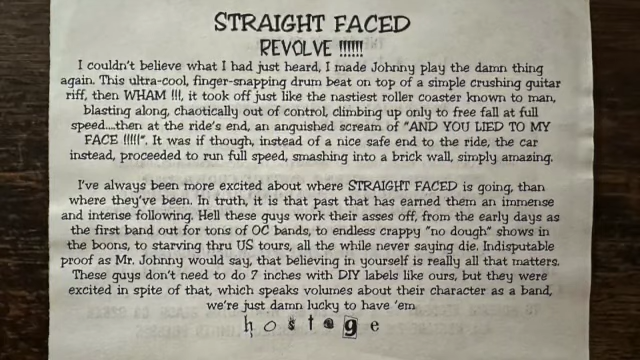 STRAIGHT FACED
REVOLVE !!!!!!
I couldn't believe what I had just heard, I made Johnny play the damn thing
again. This ultra-cool, finger-snapping drum beat on top of a simple crushing guitar
riff, then WHAM !!!, it took off just like the nastiest roller coaster known to man,
blasting along, chaotically out of control, climbing up only to free fall at full
speed....then at the ride's end, an anguished scream of "AND YOU LIED TO MY
FACE !!!!!". It was if though, instead of a nice safe end to the ride, the car
instead, proceeded to run full speed, smashing into a brick wall, simply amazing.
I've always been more excited about where STRAIGHT FACED is going, than
where they've been. In truth, it is that past that has earned them an immense
and intense following. Hell these guys work their asses off, from the early days as
the first band out for tons of OC bands, to endless crappy "no dough" shows in
the boons, to starving thru US tours, all the while never saying die. Indisputable
proof as Mr. Johnny would say, that believing in yourself is really all that matters.
These guys don't need to do 7 inches with DIY labels like ours, but they were
excited in spite of that, which speaks volumes about their character as a band,
we're just damn lucky to have 'em
hostage